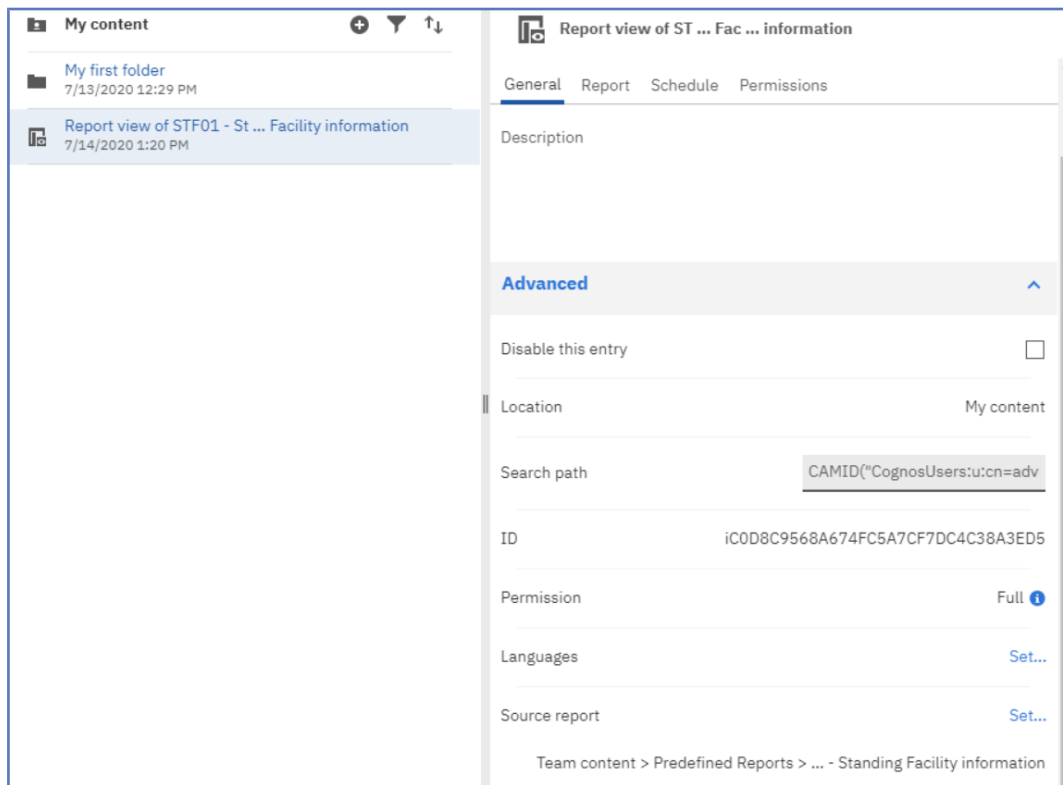 My content
My first folder
7/13/2020 12:29 PM
Report view of STF01 - St ... Facility information
7/14/2020 1:20 PM
Report view of ST ... Fac ... information
General Report Schedule Permissions
Description
Advanced
Disable this entry
Location My content
Search path CAMID("CognosUsers:u:cn=adv
ID iC0D8C9568A674FC5A7CF7DC4C38A3ED5
Permission Full
Languages Set...
Source report Set...
Team content > Predefined Reports > ... - Standing Facility information